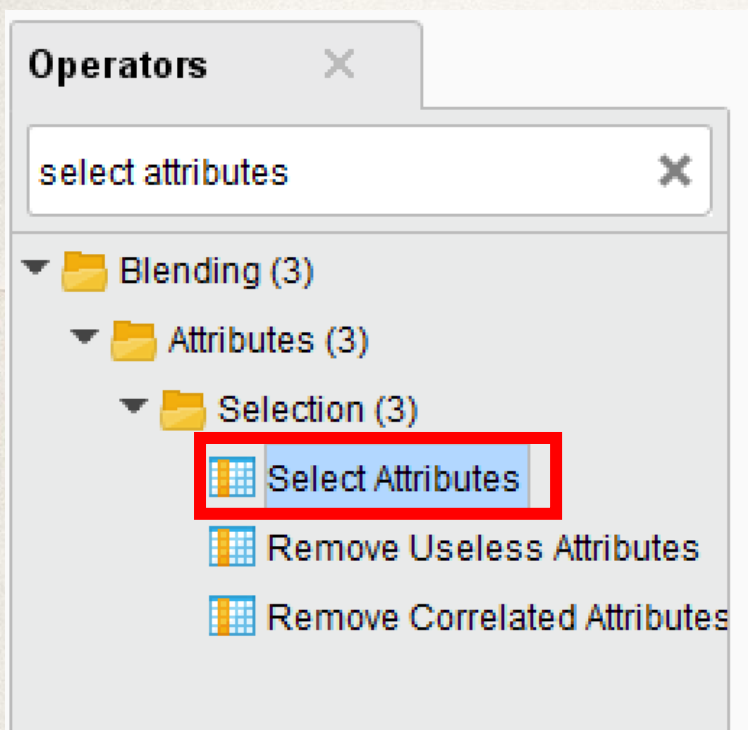 Operators
select attributes
Blending (3)
Attributes (3)
Selection (3)
Select Attributes
Remove Useless Attributes
Remove Correlated Attributes